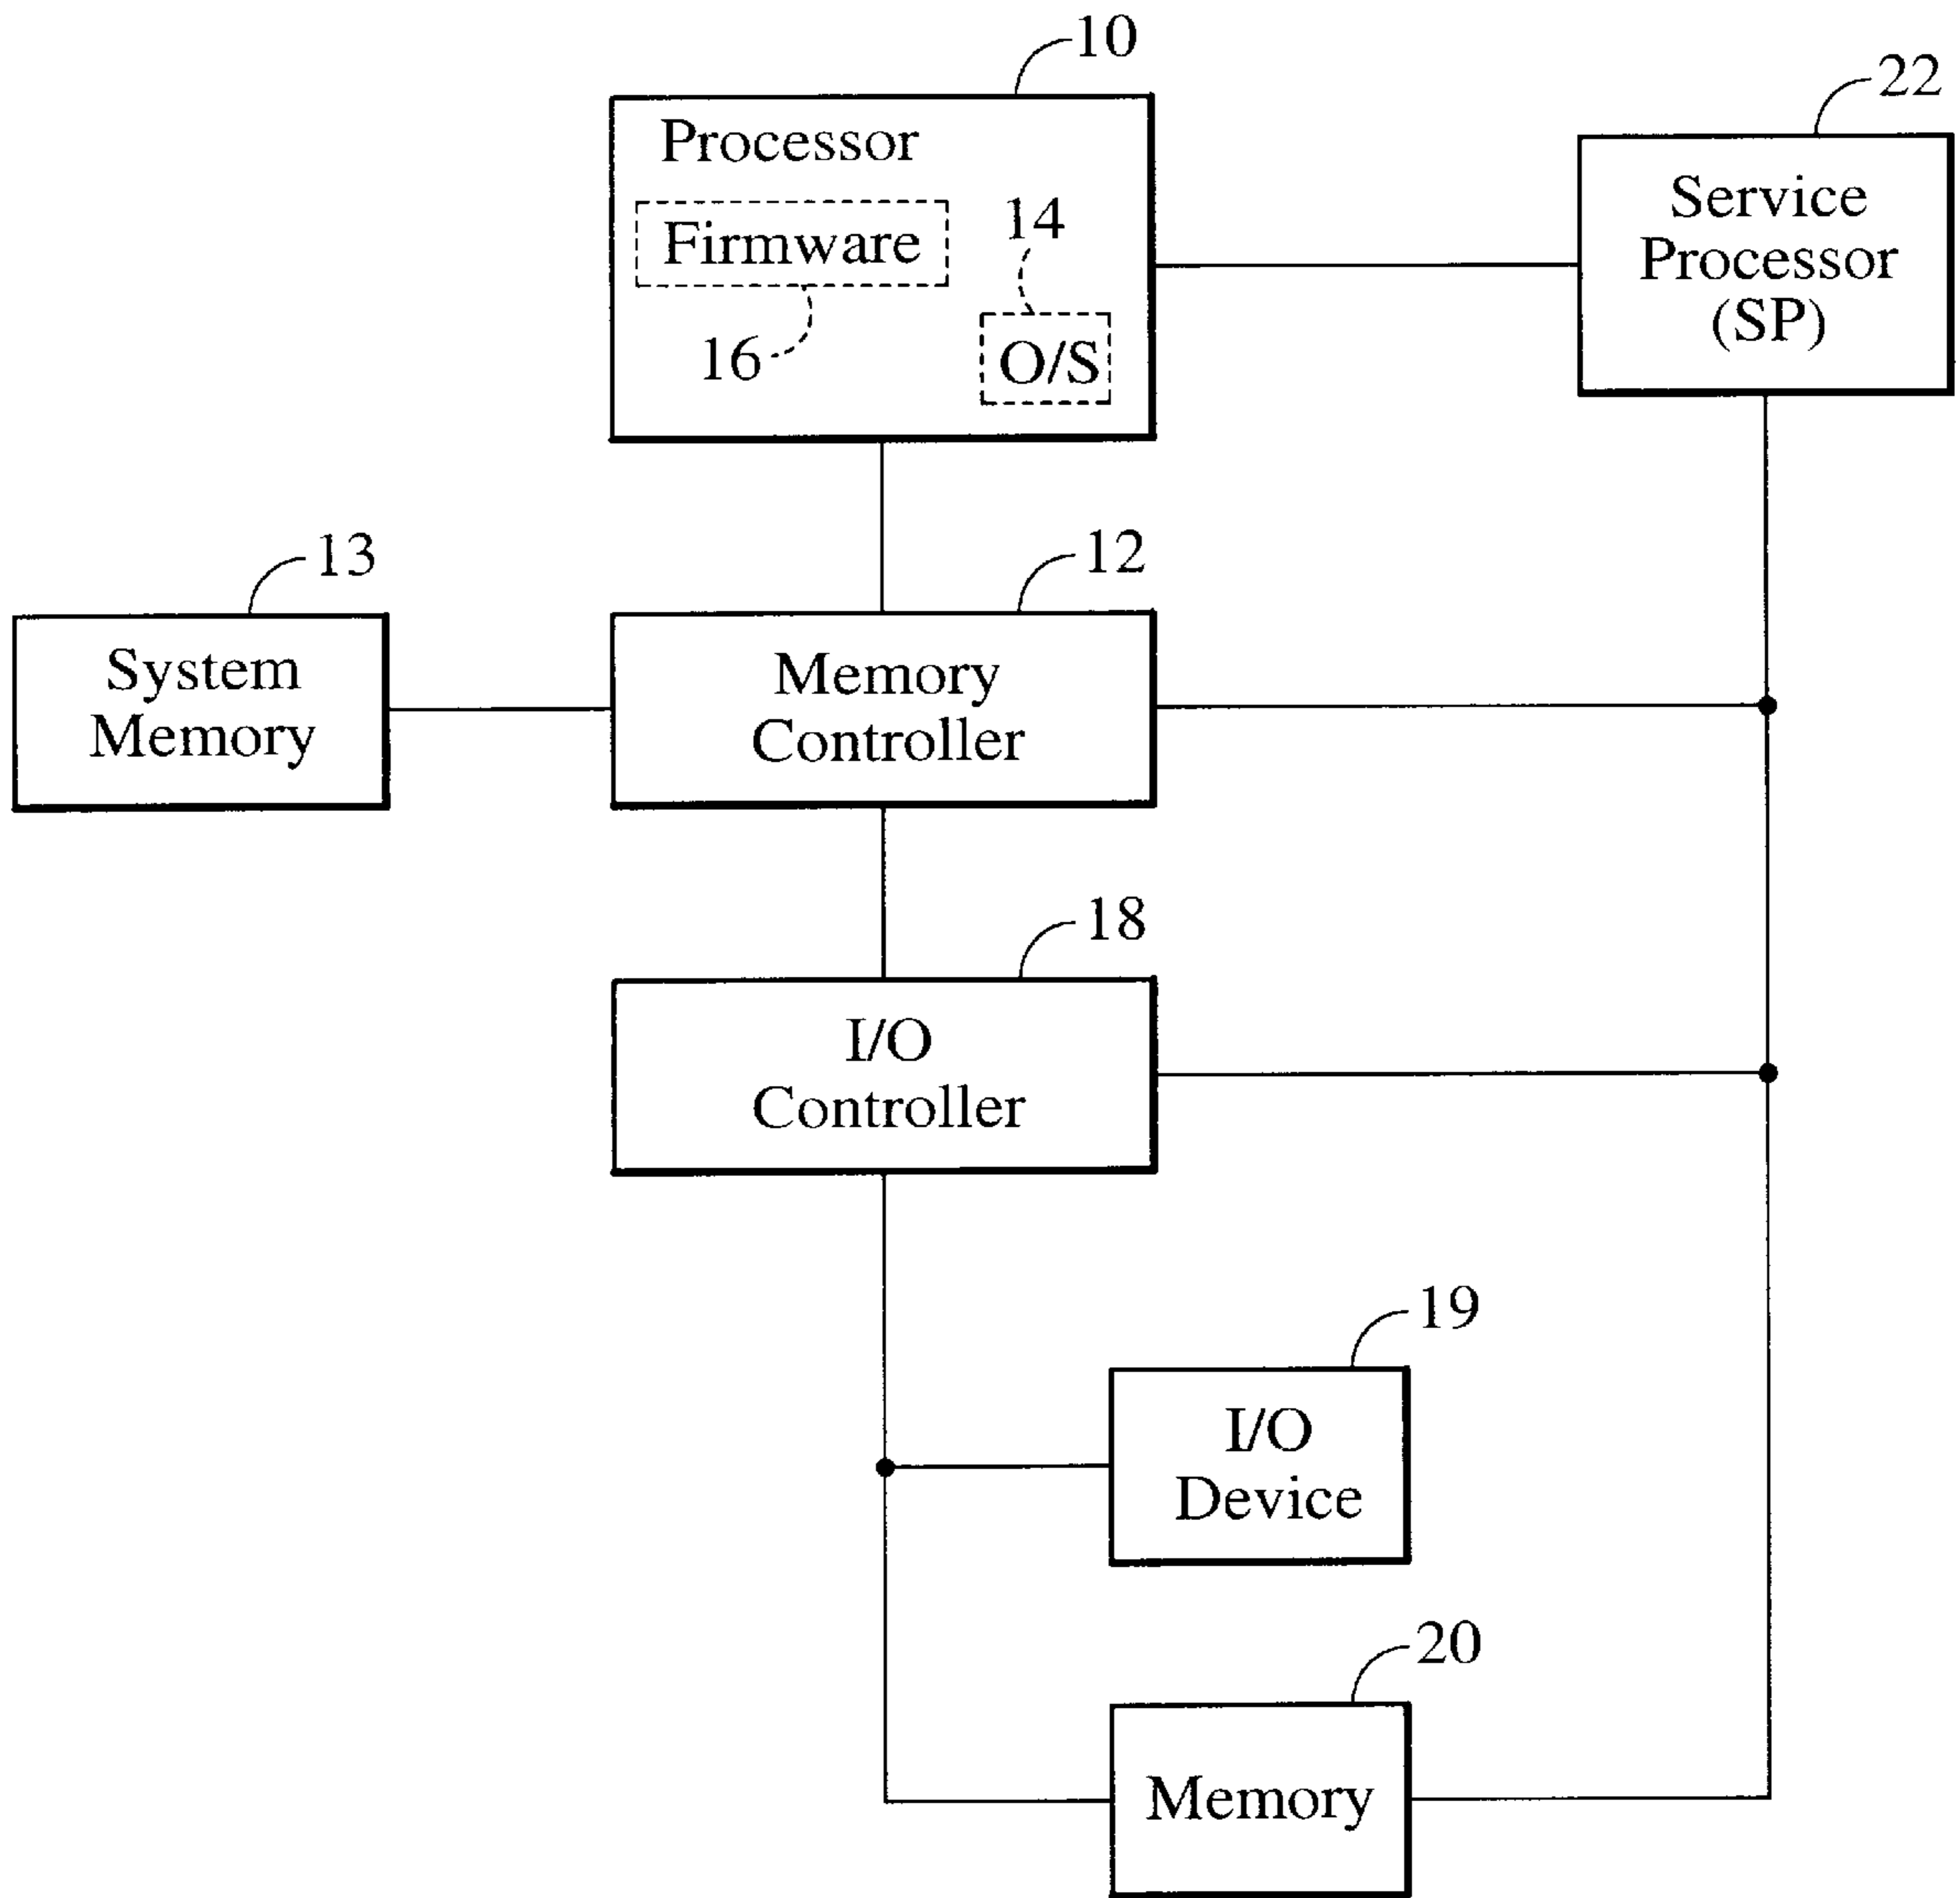 10
22
Processor
Service
Processor
(SP)
Firmware
14
16
O/S
13
12
System
Memory
Memory
Controller
18
I/O
Controller
19
I/O
Device
20
Memory